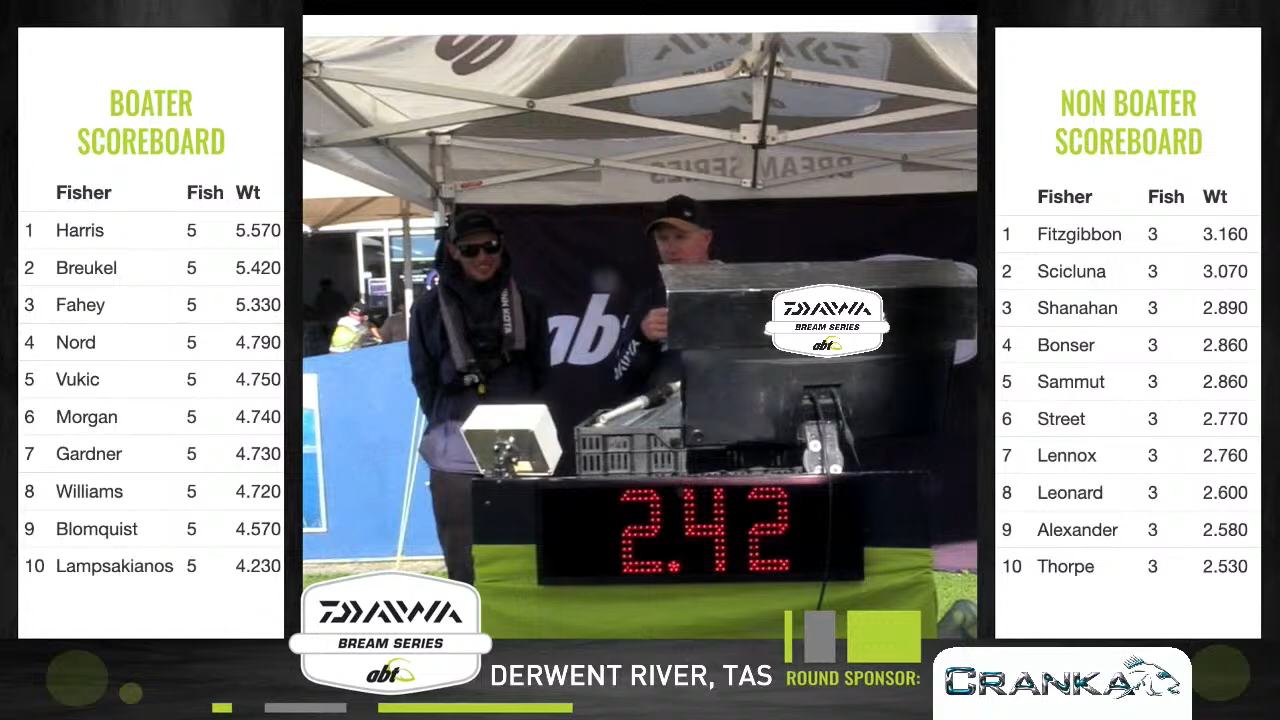 BOATER
SCOREBOARD
Fisher Fish Wt
1 Harris 5 5.570
2 Breukel 5 5.420
3 Fahey 5 5.330
4 Nord 5 4.790
5 Vukic 5 4.750
6 Morgan 5 4.740
7 Gardner 5 4.730
8 Williams 5 4.720
9 Blomquist 5 4.570
10 Lampsakianos 5 4.230
BREAM SERIES
MINN KOTA
ab
DAIWA
DAIWA
BREAM SERIES
abt
2.42
NON BOATER
SCOREBOARD
Fisher Fish Wt
1 Fitzgibbon 3 3.160
2 Scicluna 3 3.070
3 Shanahan 3 2.890
4 Bonser 3 2.860
5 Sammut 3 2.860
6 Street 3 2.770
7 Lennox 3 2.760
8 Leonard 3 2.600
9 Alexander 3 2.580
10 Thorpe 3 2.530
DAIWA
BREAM SERIES
abt
DERWENT RIVER, TAS
ROUND SPONSOR:
CRANKA